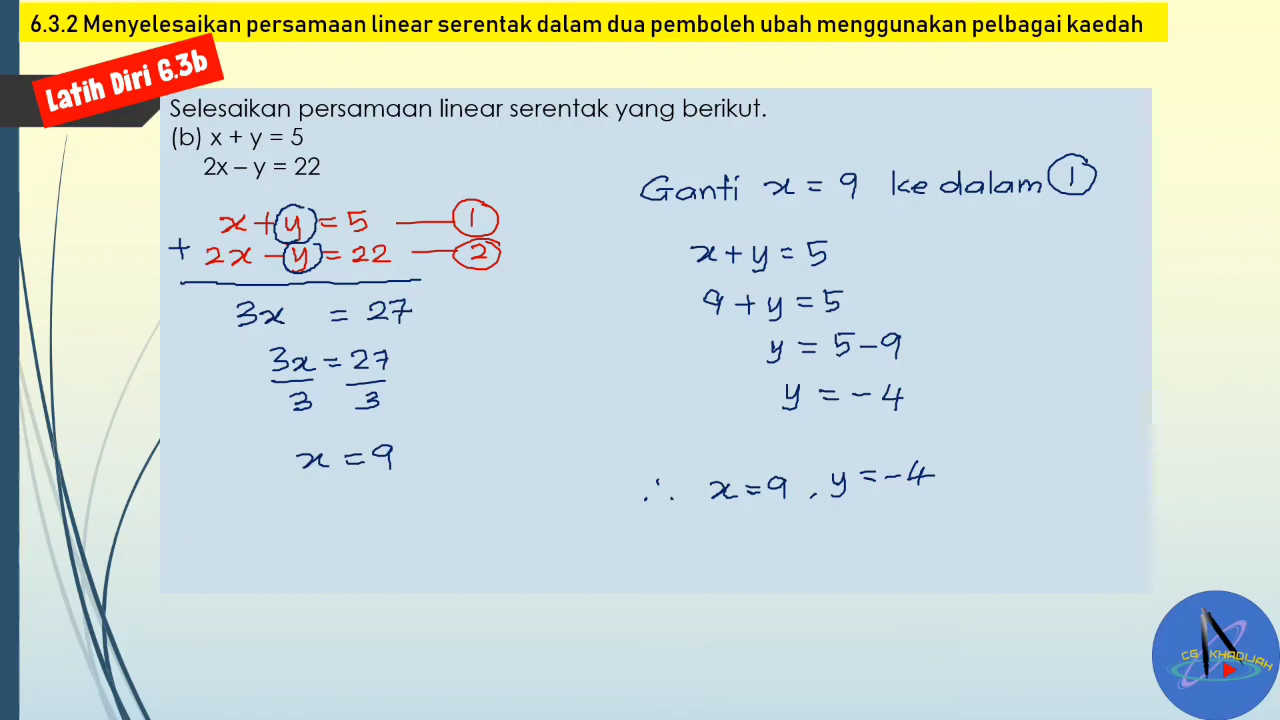 6.3.2 Menyelesaikan persamaan linear serentak dalam dua pemboleh ubah menggunakan pelbagai kaedah
Latih Diri 6.3b
Selesaikan persamaan linear serentak yang berikut.
(b) x + y = 5
2x – y = 22
x + y = 5 —— 1
+ 2x – y = 22 —— 2
3x = 27
3x = 27
3 3
x = 9
Ganti x = 9 ke dalam 1
x + y = 5
9 + y = 5
y = 5 – 9
y = – 4
∴ x = 9 , y = – 4
CG KHADIJAH